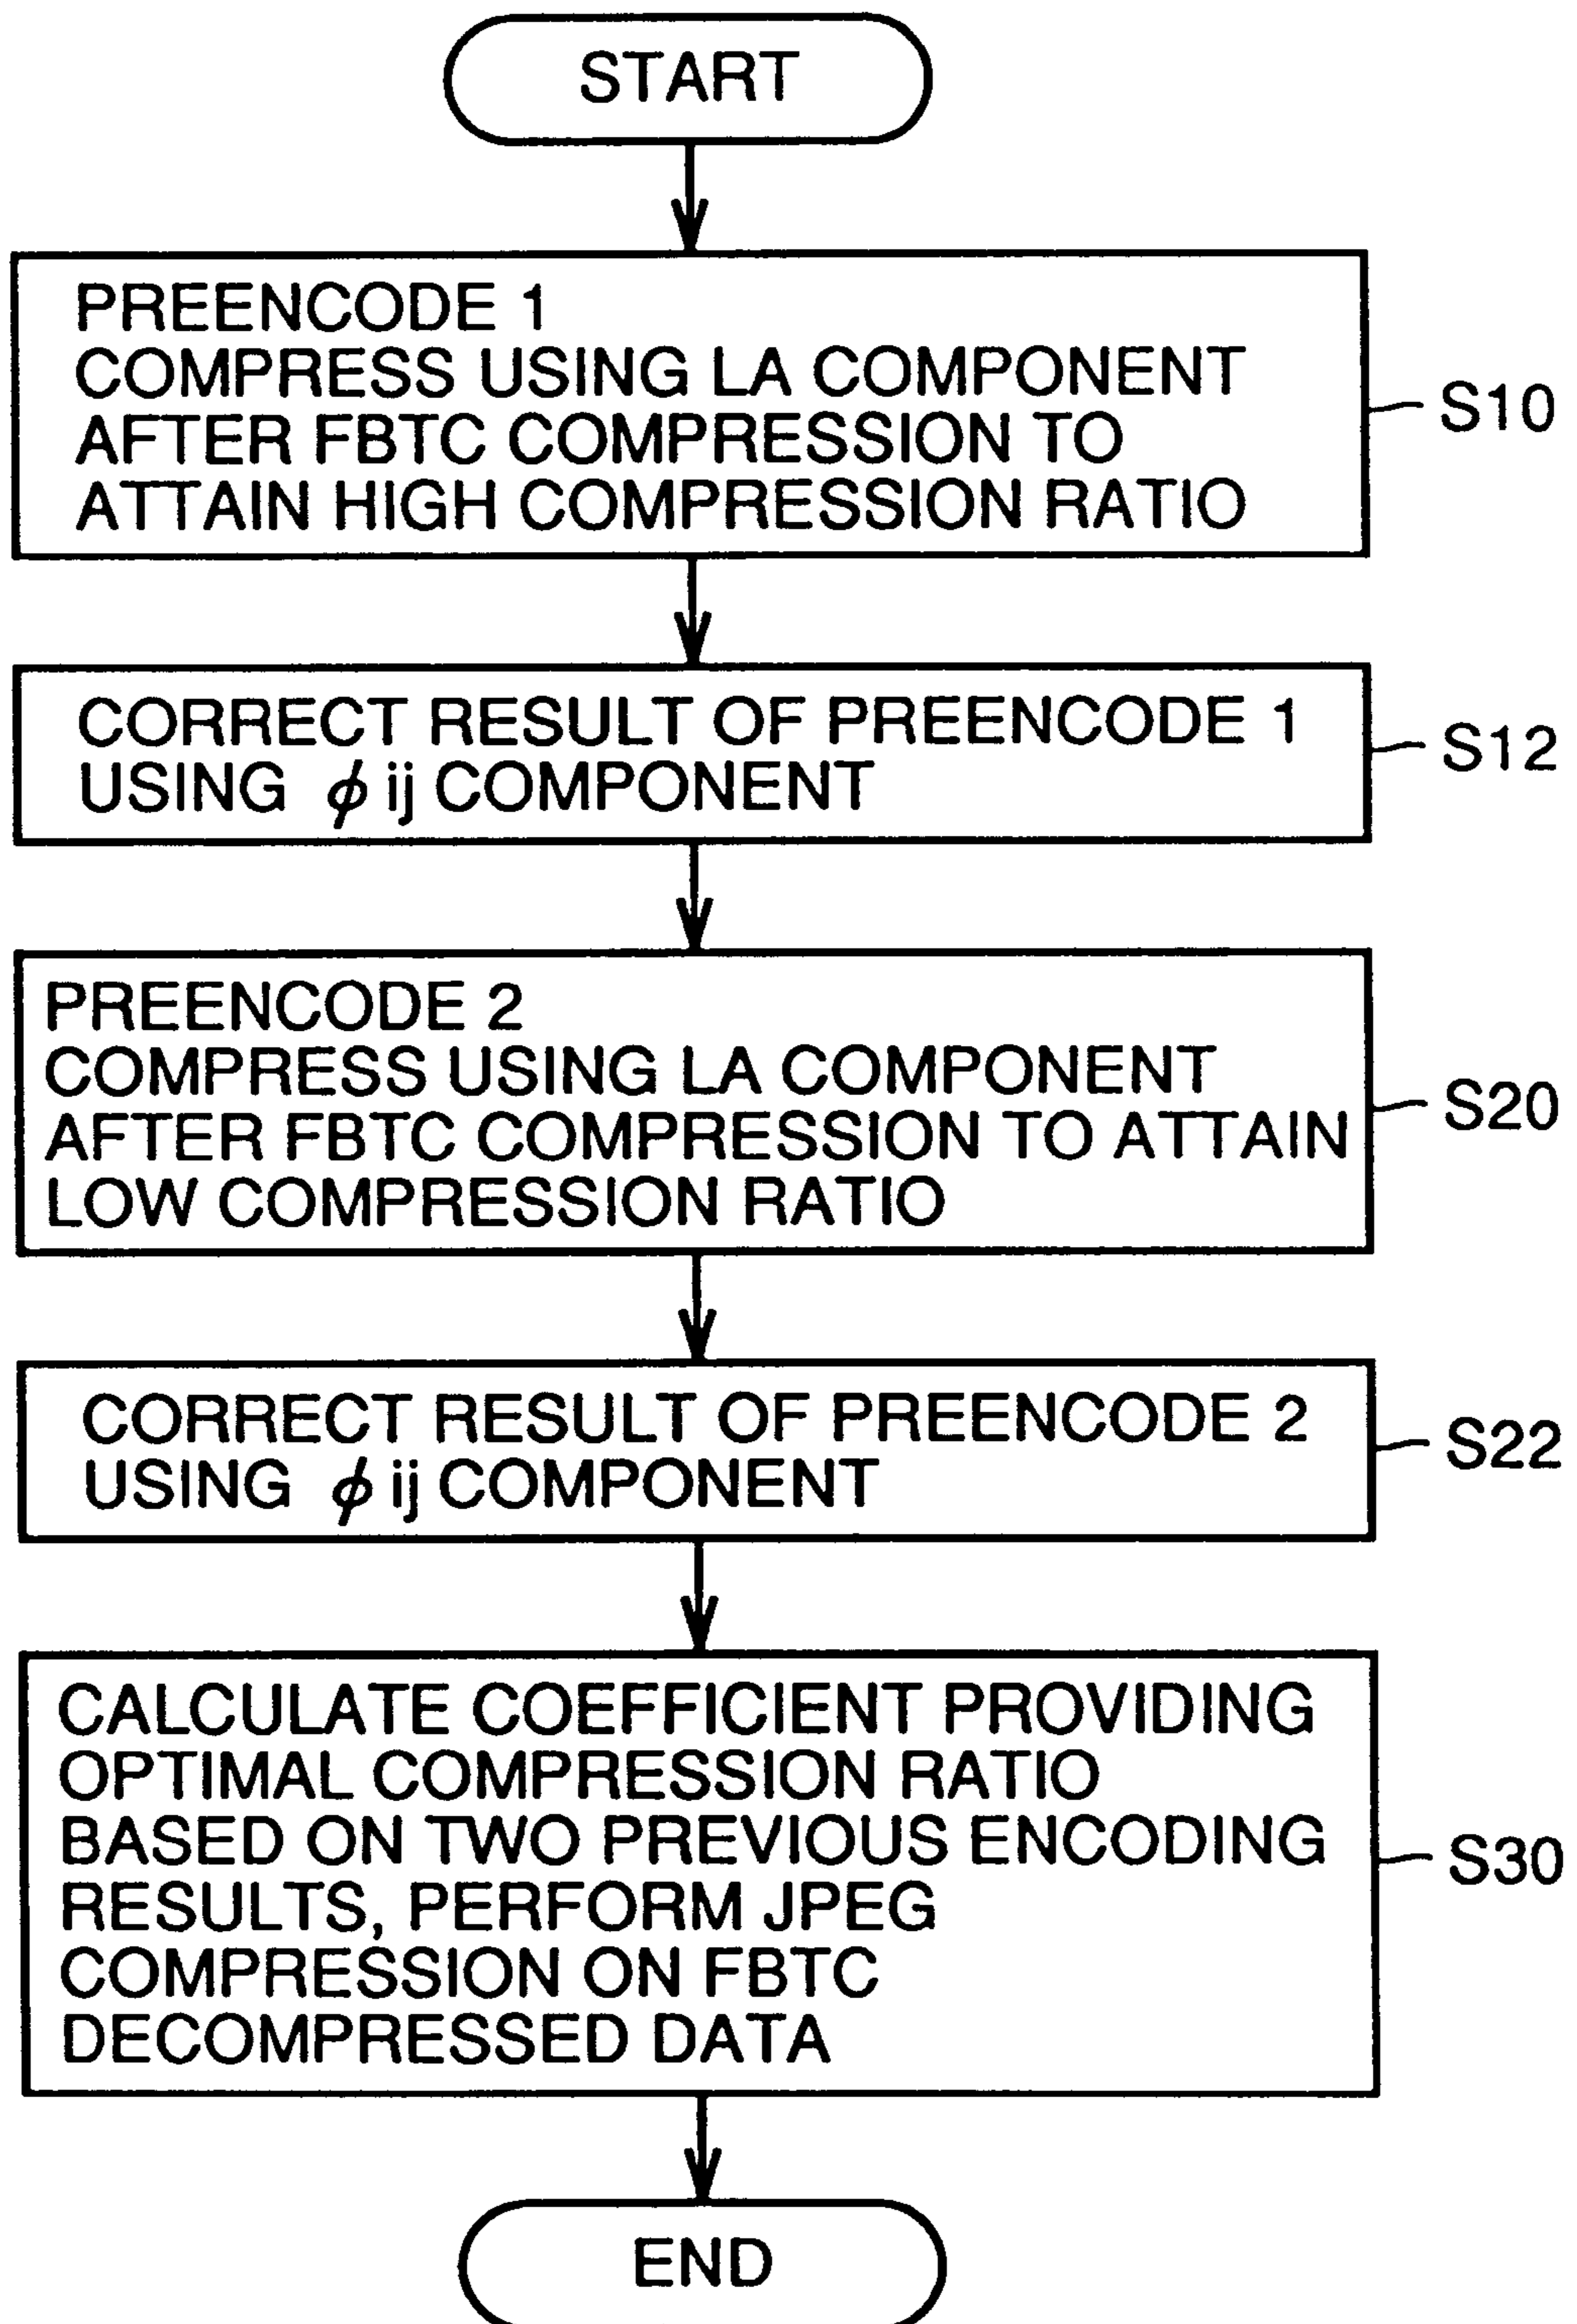 START
PREENCODE 1
COMPRESS USING LA COMPONENT
AFTER FBTC COMPRESSION TO
ATTAIN HIGH COMPRESSION RATIO
S10
CORRECT RESULT OF PREENCODE 1
USING ϕ ij COMPONENT
S12
PREENCODE 2
COMPRESS USING LA COMPONENT
AFTER FBTC COMPRESSION TO ATTAIN
LOW COMPRESSION RATIO
S20
CORRECT RESULT OF PREENCODE 2
USING ϕ ij COMPONENT
S22
CALCULATE COEFFICIENT PROVIDING
OPTIMAL COMPRESSION RATIO
BASED ON TWO PREVIOUS ENCODING
RESULTS, PERFORM JPEG
COMPRESSION ON FBTC
DECOMPRESSED DATA
S30
END